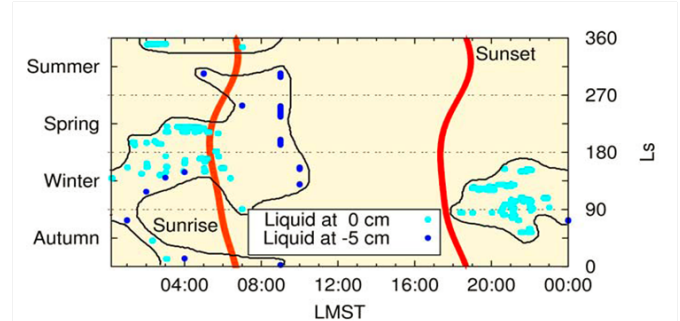 360
Summer
Sunset
270
Spring
180
Ls
Winter
Liquid at 0 cm
90
Sunrise
Liquid at -5 cm
Autumn
0
04:00 08:00 12:00 16:00 20:00 00:00
LMST